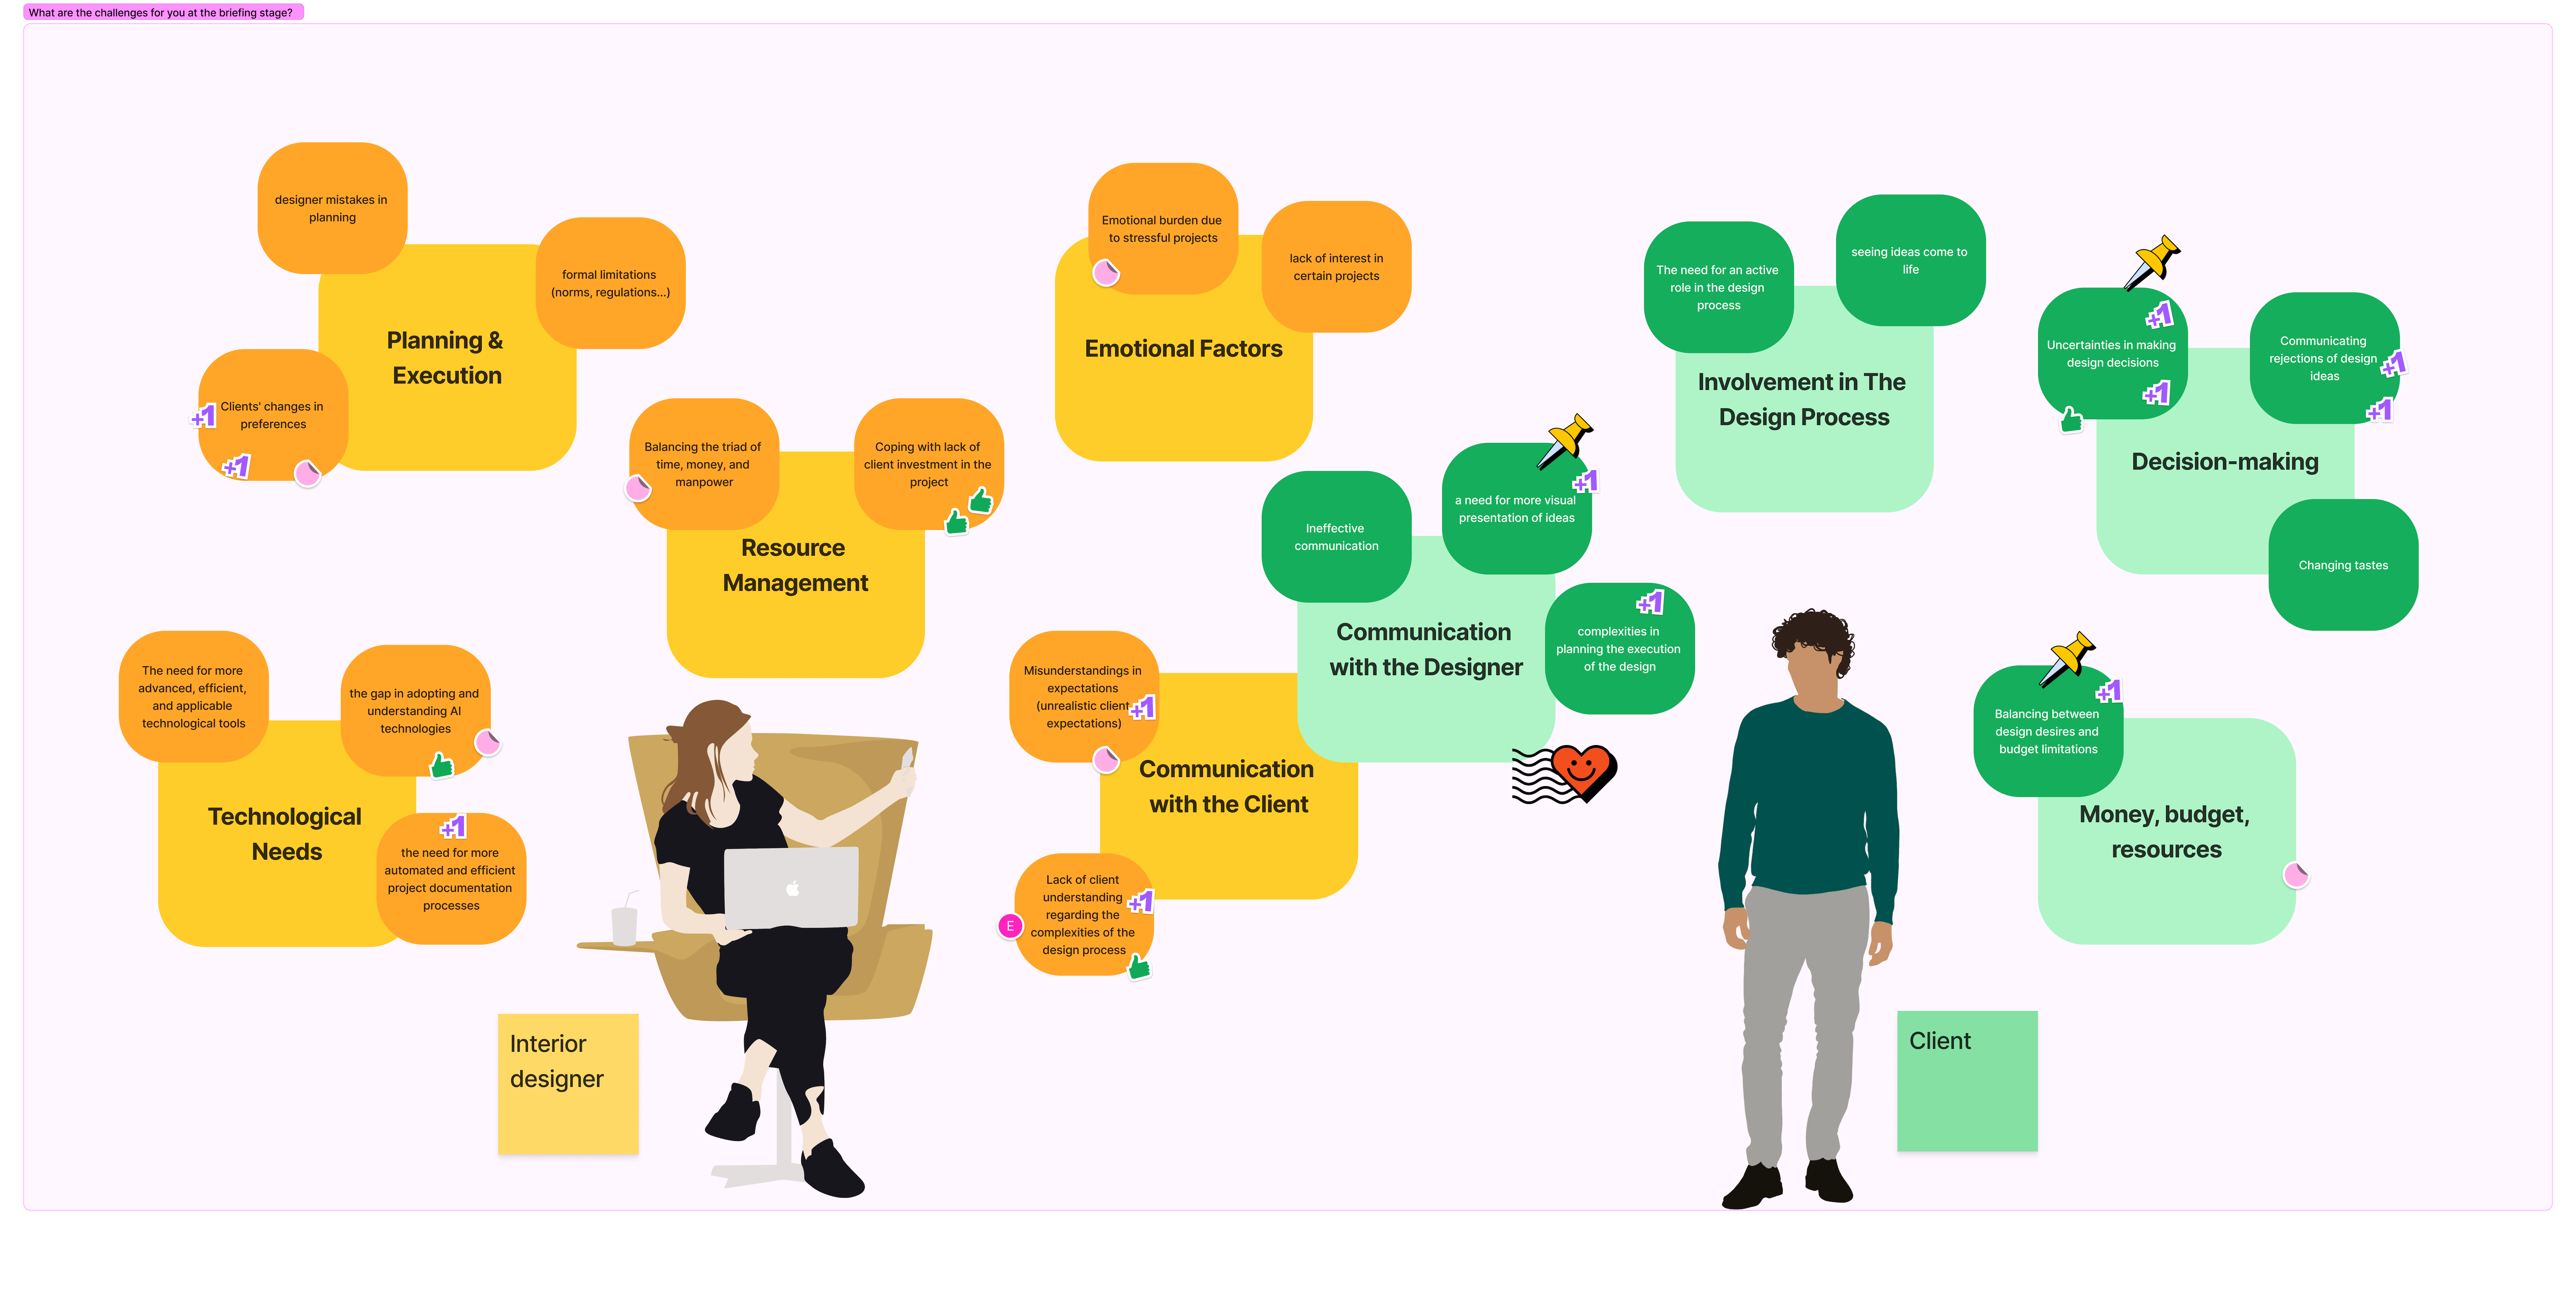 What are the challenges for you at the briefing stage?
designer mistakes in
planning
formal limitations
(norms, regulations...)
Planning &
Execution
+1
Clients' changes in
preferences
+1
Balancing the triad of
time, money, and
manpower
Coping with lack of
client investment in the
project
Resource
Management
The need for more
advanced, efficient,
and applicable
technological tools
the gap in adopting and
understanding AI
technologies
Technological
Needs
+1
the need for more
automated and efficient
project documentation
processes
Emotional burden due
to stressful projects
lack of interest in
certain projects
Emotional Factors
Ineffective
communication
+1
a need for more visual
presentation of ideas
+1
complexities in
planning the execution
of the design
Communication
with the Designer
Misunderstandings in
expectations
(unrealistic client
expectations)
+1
Communication
with the Client
Lack of client
understanding
regarding the
complexities of the
design process
+1
E
The need for an active
role in the design
process
seeing ideas come to
life
Involvement in The
Design Process
+1
Uncertainties in making
design decisions
+1
Communicating
rejections of design
ideas
+1
+1
Decision-making
Changing tastes
+1
Balancing between
design desires and
budget limitations
Money, budget,
resources
Interior
designer
Client